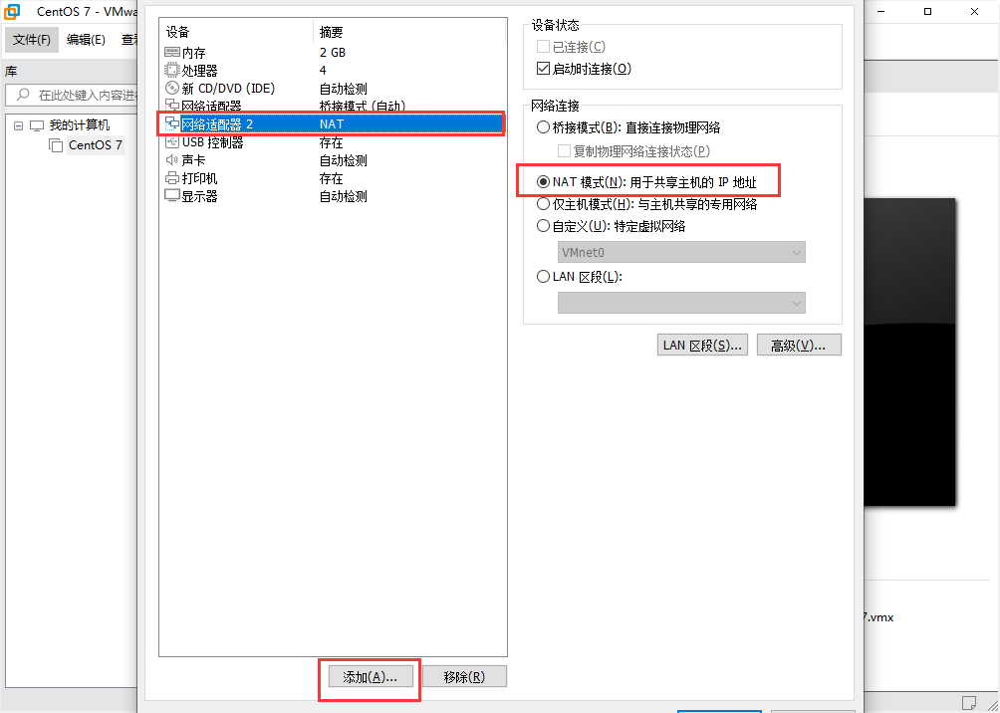 CentOS 7 - VMwa
文件(F) 编辑(E) 查看
库
在此处键入内容进行
我的计算机
CentOS 7
设备 摘要
内存 2 GB
处理器 4
新 CD/DVD (IDE) 自动检测
网络适配器 桥接模式 (自动)
网络适配器 2 NAT
USB 控制器 存在
声卡 自动检测
打印机 存在
显示器 自动检测
添加(A)... 移除(R)
设备状态
已连接(C)
启动时连接(O)
网络连接
桥接模式(B): 直接连接物理网络
复制物理网络连接状态(P)
NAT 模式(N): 用于共享主机的 IP 地址
仅主机模式(H): 与主机共享的专用网络
自定义(U): 特定虚拟网络
VMnet0
LAN 区段(L):
LAN 区段(S)... 高级(V)...
7.vmx